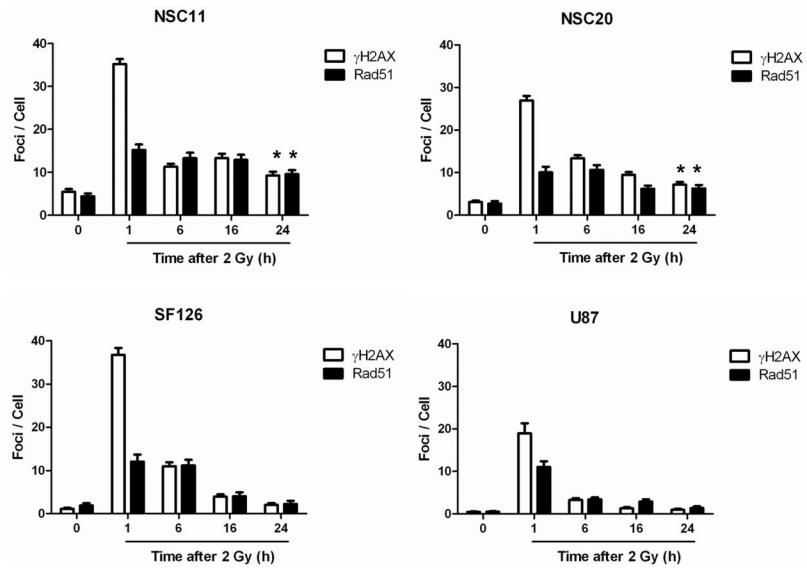 NSC11
40
30
20
10
0
Foci / Cell
γH2AX
Rad51
* *
0 1 6 16 24
Time after 2 Gy (h)
NSC20
40
30
20
10
0
Foci / Cell
γH2AX
Rad51
* *
0 1 6 16 24
Time after 2 Gy (h)
SF126
40
30
20
10
0
Foci / Cell
γH2AX
Rad51
0 1 6 16 24
Time after 2 Gy (h)
U87
40
30
20
10
0
Foci / Cell
γH2AX
Rad51
0 1 6 16 24
Time after 2 Gy (h)